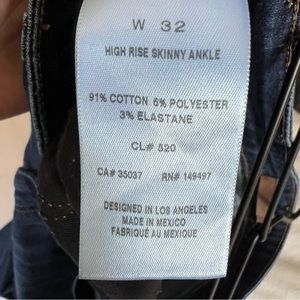 W 32
HIGH RISE SKINNY ANKLE
91% COTTON 6% POLYESTER
3% ELASTANE
CL# 520
CA# 35037 RN# 149497
DESIGNED IN LOS ANGELES
MADE IN MEXICO
FABRIQUÉ AU MEXIQUE